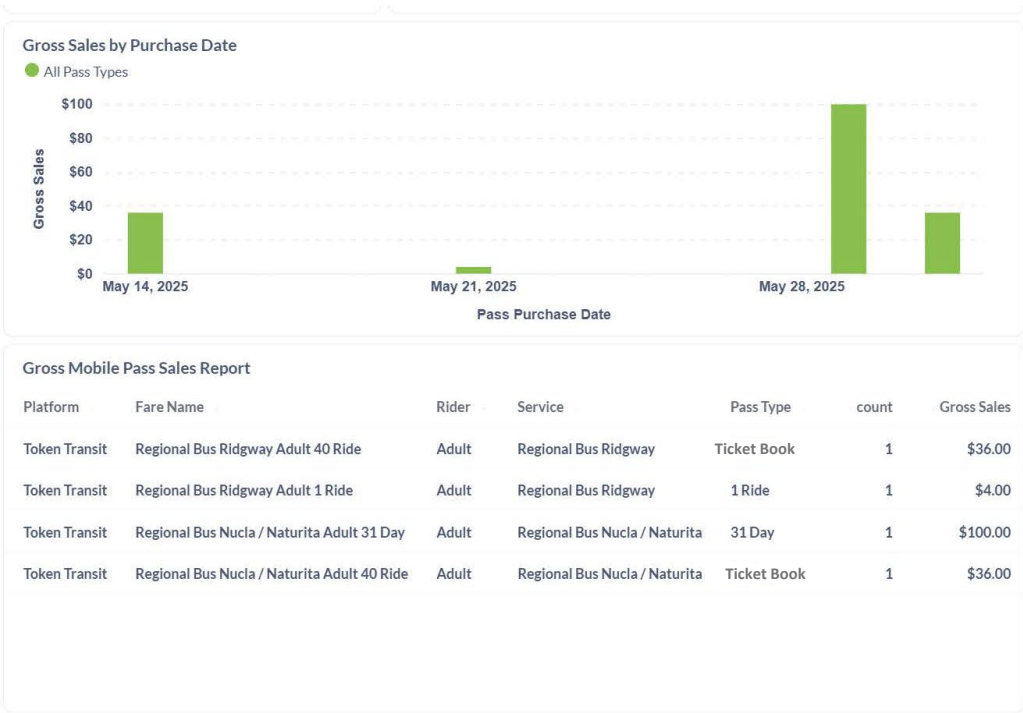 Gross Sales by Purchase Date
All Pass Types
$100
$80
$60
$40
$20
$0
Gross Sales
May 14, 2025 May 21, 2025 May 28, 2025
Pass Purchase Date
Gross Mobile Pass Sales Report
Platform Fare Name Rider Service Pass Type count Gross Sales
Token Transit Regional Bus Ridgway Adult 40 Ride Adult Regional Bus Ridgway Ticket Book 1 $36.00
Token Transit Regional Bus Ridgway Adult 1 Ride Adult Regional Bus Ridgway 1 Ride 1 $4.00
Token Transit Regional Bus Nucla / Naturita Adult 31 Day Adult Regional Bus Nucla / Naturita 31 Day 1 $100.00
Token Transit Regional Bus Nucla / Naturita Adult 40 Ride Adult Regional Bus Nucla / Naturita Ticket Book 1 $36.00